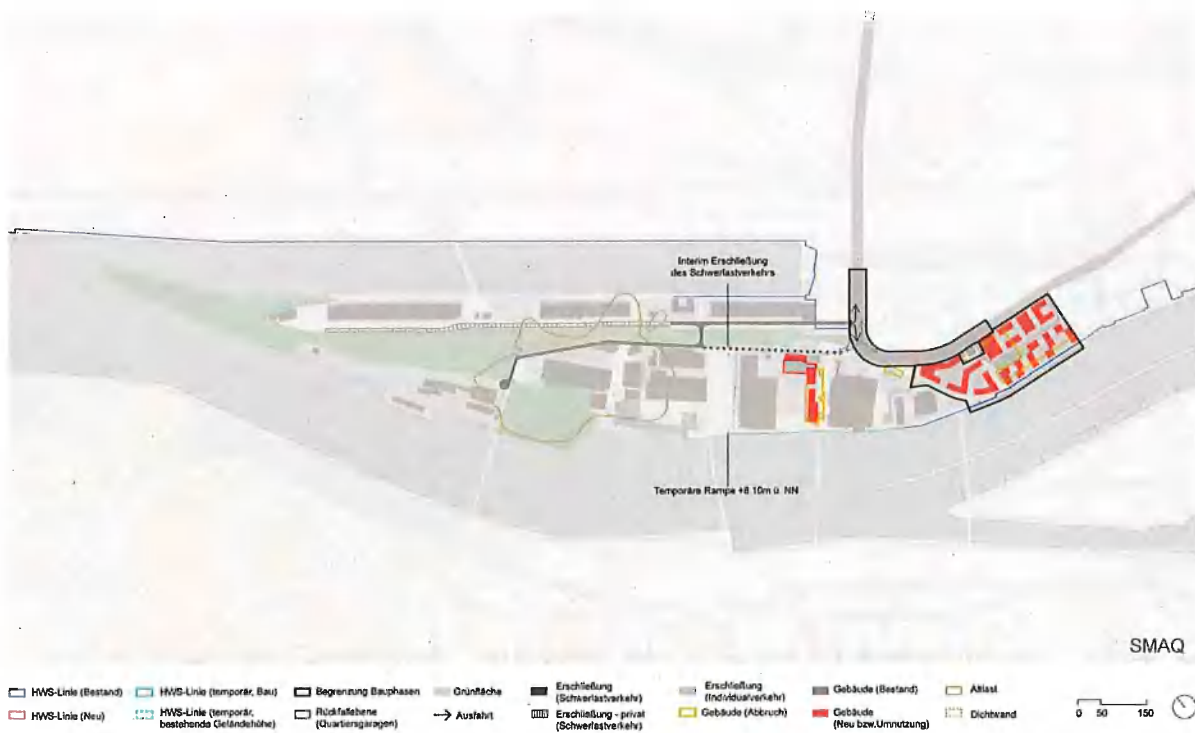 Interim Erschließung
des Schwerlastverkehrs
Temporäre Rampe +8.10m ü. NN
SMAQ
HWS-Linie (Bestand)
HWS-Linie (Neu)
HWS-Linie (temporär, Bau)
HWS-Linie (temporär,
bestehende Geländehöhe)
Begrenzung Bauphasen
Rückfallebene
(Quartiersgaragen)
Grünfläche
Ausfahrt
Erschließung
(Schwerlastverkehr)
Erschließung - privat
(Schwerlastverkehr)
Erschließung
(Individualverkehr)
Gebäude (Abbruch)
Gebäude (Bestand)
Gebäude
(Neu bzw.Umnutzung)
Altlast
Dichtwand
0 50 150